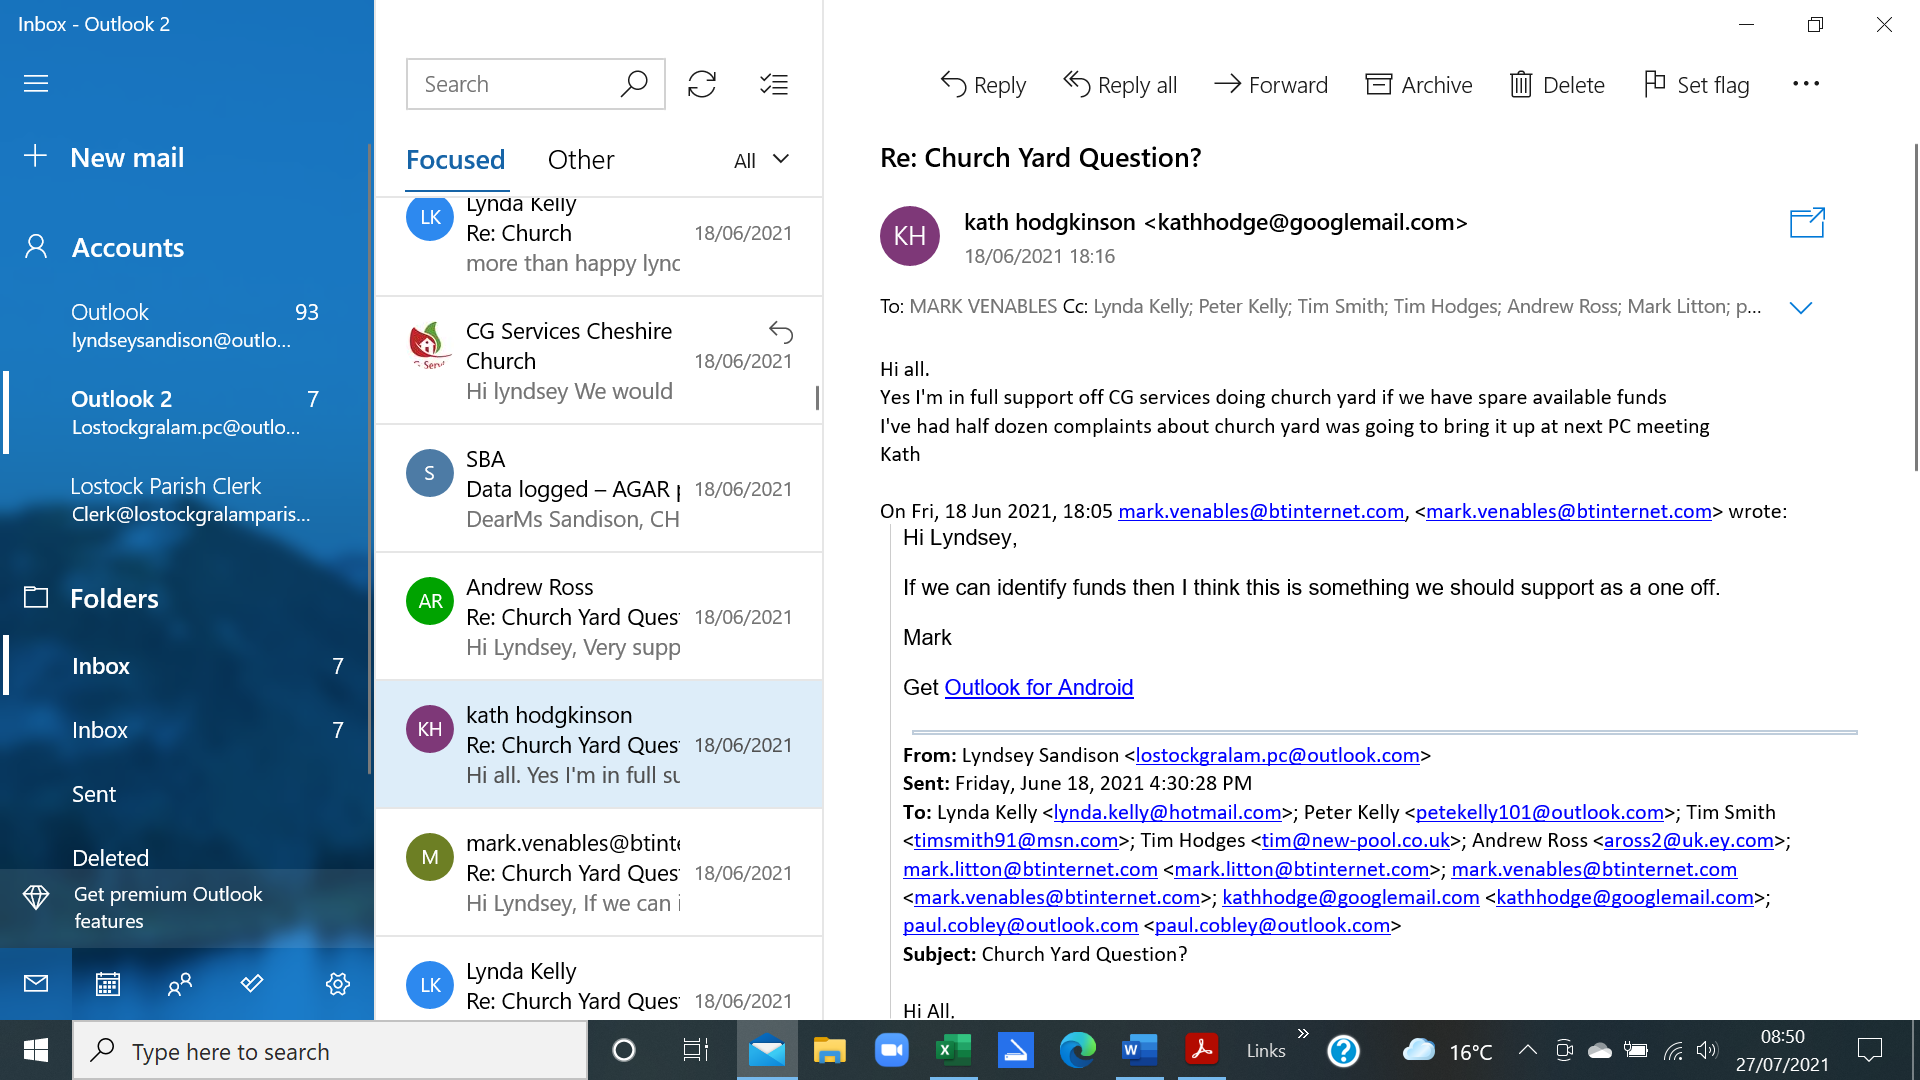 Inbox - Outlook 2
New mail
Accounts
Outlook 93
lyndseysandison@outlo...
Outlook 2 7
Lostockgralam.pc@outlo...
Lostock Parish Clerk
Clerk@lostockgralamparis...
Folders
Inbox 7
Inbox 7
Sent
Deleted
Get premium Outlook
features
Search
Focused Other All
Lynda Kelly
Re: Church 18/06/2021
more than happy lync
CG Services Cheshire
Church 18/06/2021
Hi lyndsey We would
S
SBA
Data logged – AGAR p 18/06/2021
DearMs Sandison, CH
AR
Andrew Ross
Re: Church Yard Ques 18/06/2021
Hi Lyndsey, Very supp
KH
kath hodgkinson
Re: Church Yard Ques 18/06/2021
Hi all. Yes I'm in full su
M
mark.venables@btinte
Re: Church Yard Ques 18/06/2021
Hi Lyndsey, If we can i
LK
Lynda Kelly
Re: Church Yard Ques 18/06/2021
LK
Reply Reply all Forward Archive Delete Set flag
Re: Church Yard Question?
KH
kath hodgkinson <kathhodge@googlemail.com>
18/06/2021 18:16
To: MARK VENABLES Cc: Lynda Kelly; Peter Kelly; Tim Smith; Tim Hodges; Andrew Ross; Mark Litton; p...
Hi all.
Yes I'm in full support off CG services doing church yard if we have spare available funds
I've had half dozen complaints about church yard was going to bring it up at next PC meeting
Kath
On Fri, 18 Jun 2021, 18:05 mark.venables@btinternet.com, <mark.venables@btinternet.com> wrote:
Hi Lyndsey,
If we can identify funds then I think this is something we should support as a one off.
Mark
Get Outlook for Android
From: Lyndsey Sandison <lostockgralam.pc@outlook.com>
Sent: Friday, June 18, 2021 4:30:28 PM
To: Lynda Kelly <lynda.kelly@hotmail.com>; Peter Kelly <petekelly101@outlook.com>; Tim Smith
<timsmith91@msn.com>; Tim Hodges <tim@new-pool.co.uk>; Andrew Ross <aross2@uk.ey.com>;
mark.litton@btinternet.com <mark.litton@btinternet.com>; mark.venables@btinternet.com
<mark.venables@btinternet.com>; kathhodge@googlemail.com <kathhodge@googlemail.com>;
paul.cobley@outlook.com <paul.cobley@outlook.com>
Subject: Church Yard Question?
Hi All.
Type here to search
Links
16°C
08:50
27/07/2021